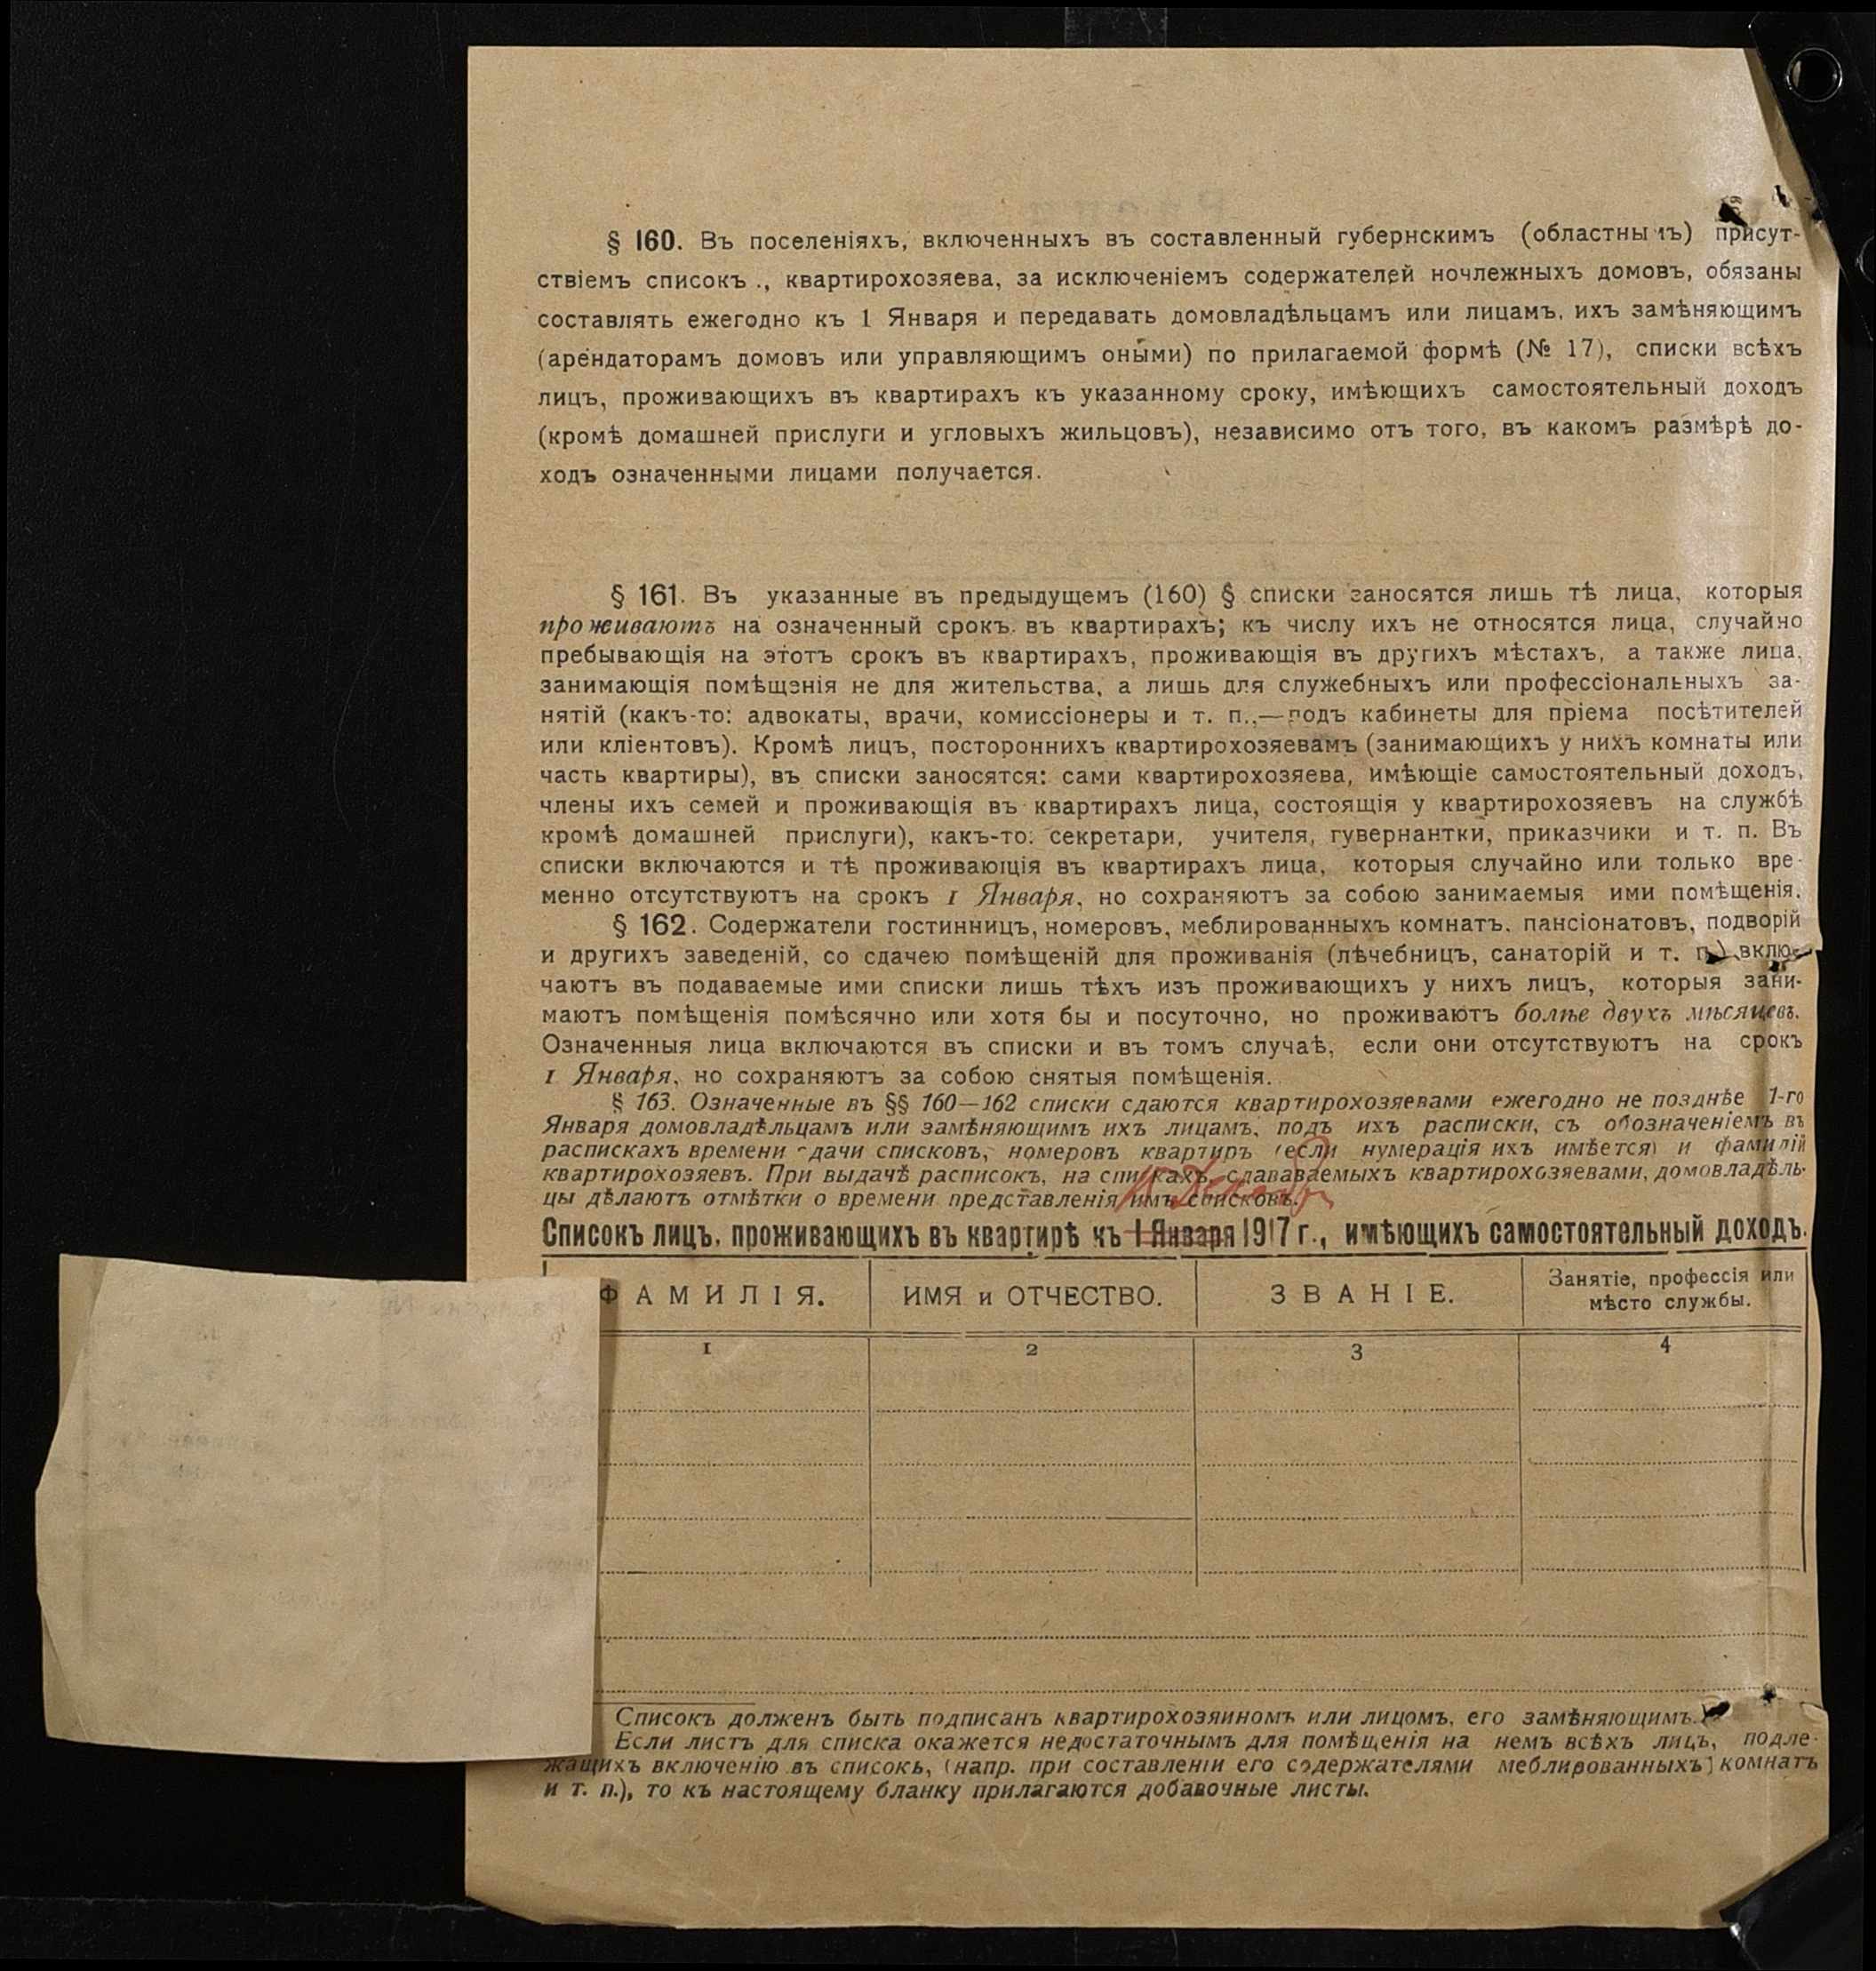 § 160. Въ поселеніяхъ, включенныхъ въ составленный губернскимъ (областнымъ) присут-
ствіемъ списокъ ., квартирохозяева, за исключеніемъ содержателей ночлежныхъ домовъ, обязаны
составлять ежегодно къ 1 Января и передавать домовладѣльцамъ или лицамъ, ихъ замѣняющимъ
(арендаторамъ домовъ или управляющимъ оными) по прилагаемой формѣ (№ 17), списки всѣхъ
лицъ, проживающихъ въ квартирахъ къ указанному сроку, имѣющихъ самостоятельный доходъ
(кромѣ домашней прислуги и угловыхъ жильцовъ), независимо отъ того, въ какомъ размѣрѣ до-
ходъ означенными лицами получается.
§ 161. Въ указанные въ предыдущемъ (160) § списки заносятся лишь тѣ лица, которыя
проживаютъ на означенный срокъ въ квартирахъ; къ числу ихъ не относятся лица, случайно
пребывающія на этотъ срокъ въ квартирахъ, проживающія въ другихъ мѣстахъ, а также лица,
занимающія помѣщенія не для жительства, а лишь для служебныхъ или профессіональныхъ за-
нятій (какъ-то: адвокаты, врачи, комиссіонеры и т. п.,—подъ кабинеты для пріема посѣтителей
или кліентовъ). Кромѣ лицъ, постороннихъ квартирохозяевамъ (занимающихъ у нихъ комнаты или
часть квартиры), въ списки заносятся: сами квартирохозяева, имѣющіе самостоятельный доходъ,
члены ихъ семей и проживающія въ квартирахъ лица, состоящія у квартирохозяевъ на службѣ
кромѣ домашней прислуги), какъ-то: секретари, учителя, гувернантки, приказчики и т. п. Въ
списки включаются и тѣ проживающія въ квартирахъ лица, которыя случайно или только вре-
менно отсутствуютъ на срокъ 1 Января, но сохраняютъ за собою занимаемыя ими помѣщенія.
§ 162. Содержатели гостинницъ, номеровъ, меблированныхъ комнатъ, пансіонатовъ, подворій
и другихъ заведеній, со сдачею помѣщеній для проживанія (лѣчебницъ, санаторій и т. п.) вклю-
чаютъ въ подаваемые ими списки лишь тѣхъ изъ проживающихъ у нихъ лицъ, которыя зани-
маютъ помѣщенія помѣсячно или хотя бы и посуточно, но проживаютъ болѣе двухъ мѣсяцевъ.
Означенныя лица включаются въ списки и въ томъ случаѣ, если они отсутствуютъ на срокъ
1 Января, но сохраняютъ за собою снятыя помѣщенія.
§ 163. Означенные въ §§ 160—162 списки сдаются квартирохозяевами ежегодно не позднѣе 1-го
Января домовладѣльцамъ или замѣняющимъ ихъ лицамъ, подъ ихъ расписки, съ обозначеніемъ въ
распискахъ времени сдачи списковъ, номеровъ квартиръ (если нумерація ихъ имѣется) и фамилій
квартирохозяевъ. При выдачѣ расписокъ, на спискахъ, сдаваемыхъ квартирохозяевами, домовладѣль-
цы дѣлаютъ отмѣтки о времени представленія имъ списковъ.
Списокъ лицъ, проживающихъ въ квартирѣ къ 1 Января 1917 г., имѣющихъ самостоятельный доходъ.
ФАМИЛІЯ. ИМЯ и ОТЧЕСТВО. ЗВАНІЕ. Занятіе, профессія или
мѣсто службы.
1 2 3 4
Списокъ долженъ быть подписанъ квартирохозяиномъ или лицомъ, его замѣняющимъ.
Если листъ для списка окажется недостаточнымъ для помѣщенія на немъ всѣхъ лицъ, подле-
жащихъ включенію въ списокъ, (напр. при составленіи его содержателями меблированныхъ комнатъ
и т. п.), то къ настоящему бланку прилагаются добавочные листы.